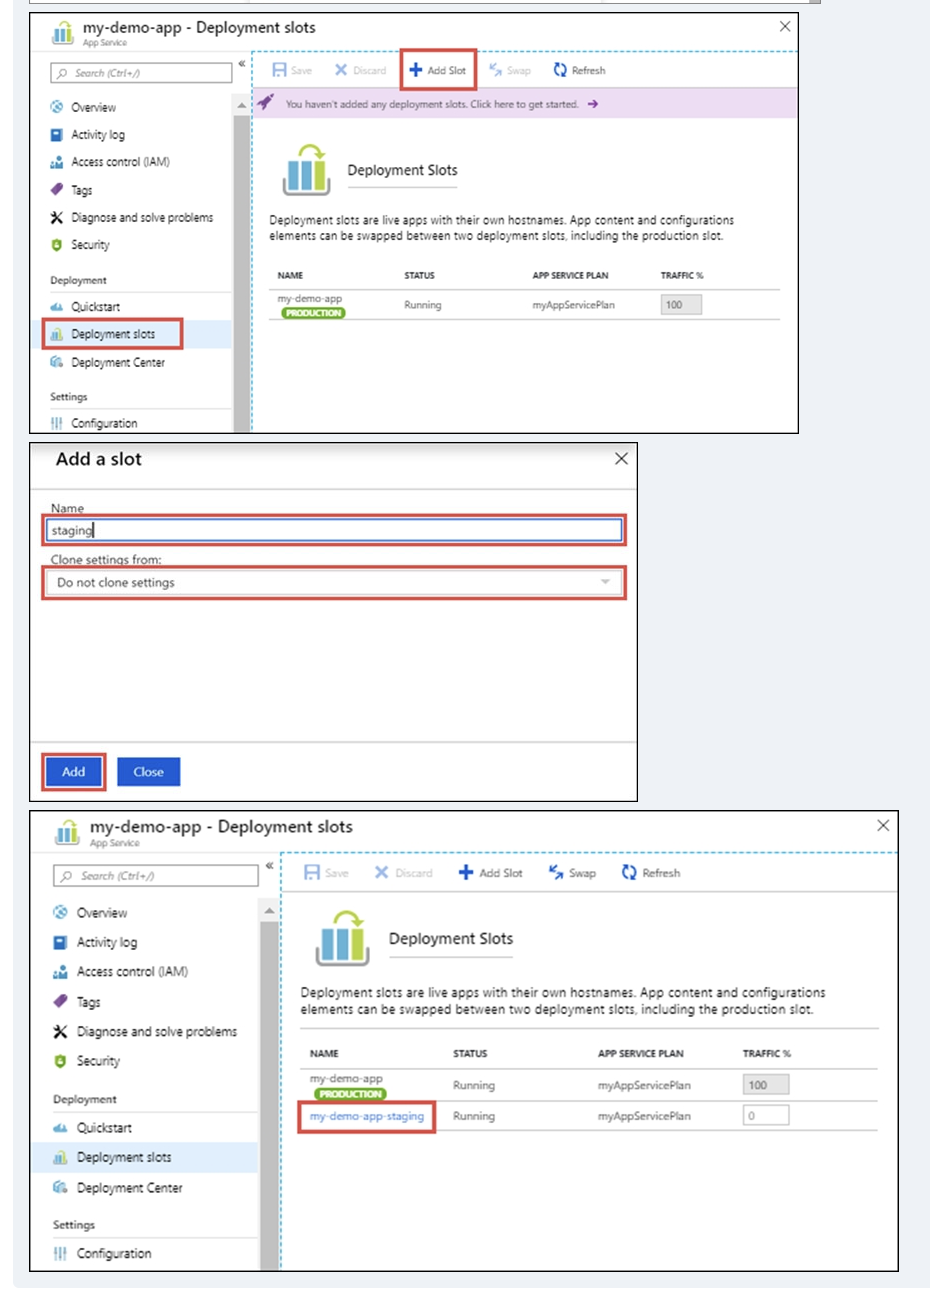 my-demo-app - Deployment slots
App Service
Search (Ctrl+/)
«
Save
Discard
Add Slot
Swap
Refresh
You haven't added any deployment slots. Click here to get started. →
Overview
Activity log
Access control (IAM)
Tags
Diagnose and solve problems
Security
Deployment
Quickstart
Deployment slots
Deployment Center
Settings
Configuration
Deployment Slots
Deployment slots are live apps with their own hostnames. App content and configurations
elements can be swapped between two deployment slots, including the production slot.
NAME STATUS APP SERVICE PLAN TRAFFIC %
my-demo-app
PRODUCTION
Running myAppServicePlan 100
Add a slot
Name
staging
Clone settings from:
Do not clone settings
Add
Close
my-demo-app - Deployment slots
App Service
Search (Ctrl+/)
«
Save
Discard
Add Slot
Swap
Refresh
Overview
Activity log
Access control (IAM)
Tags
Diagnose and solve problems
Security
Deployment
Quickstart
Deployment slots
Deployment Center
Settings
Configuration
Deployment Slots
Deployment slots are live apps with their own hostnames. App content and configurations
elements can be swapped between two deployment slots, including the production slot.
NAME STATUS APP SERVICE PLAN TRAFFIC %
my-demo-app
PRODUCTION
Running myAppServicePlan 100
my-demo-app-staging Running myAppServicePlan 0